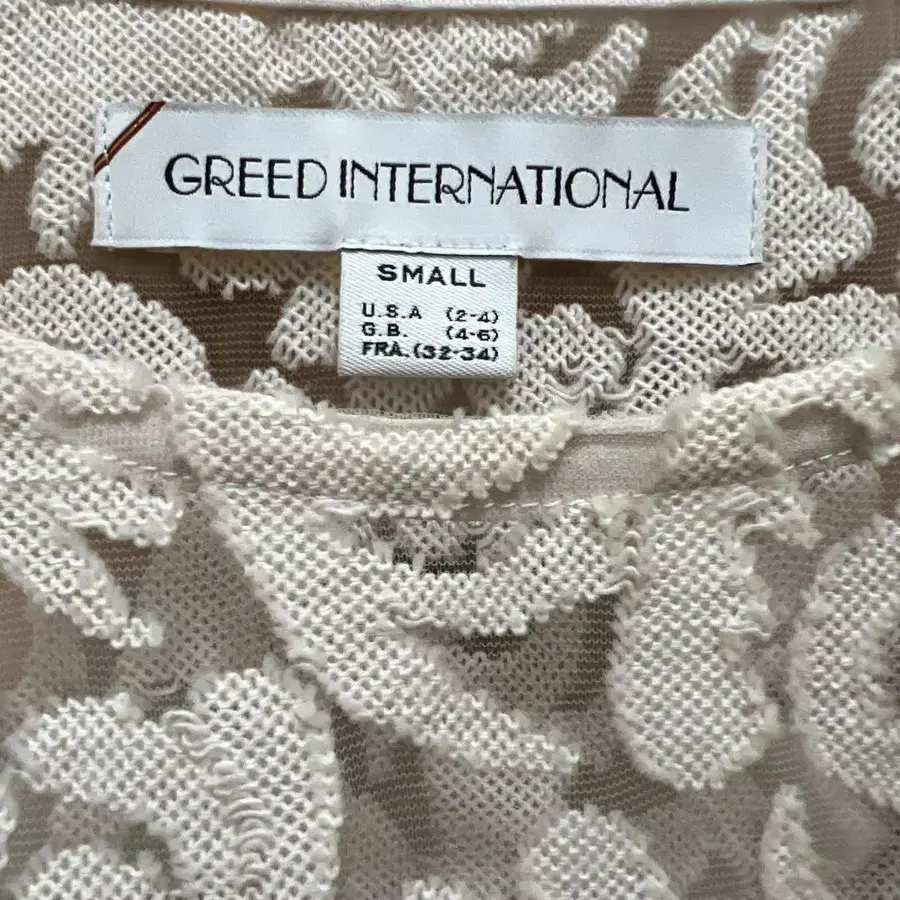 GREED INTERNATIONAL
SMALL
U.S.A (2-4)
G.B. (4-6)
FRA. (32-34)